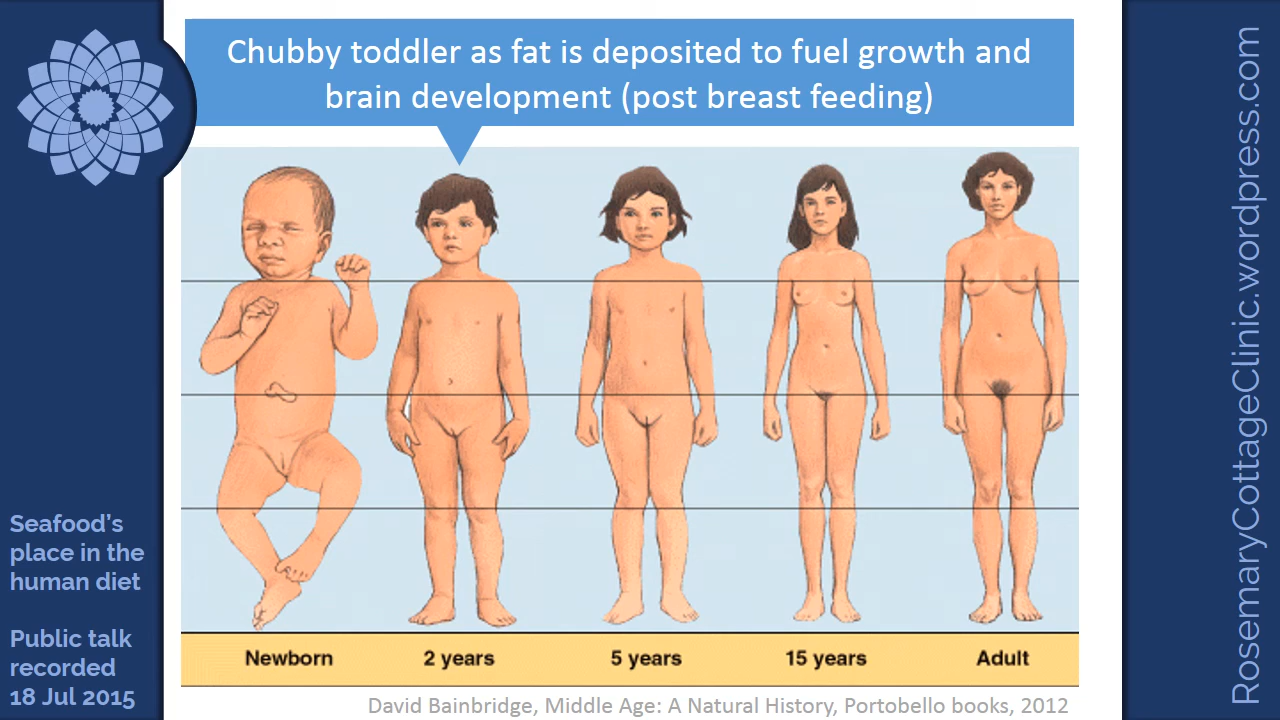 Chubby toddler as fat is deposited to fuel growth and
brain development (post breast feeding)
Newborn
2 years
5 years
15 years
Adult
David Bainbridge, Middle Age: A Natural History, Portobello books, 2012
Seafood’s
place in the
human diet
Public talk
recorded
18 Jul 2015
RosemaryCottageClinic.wordpress.com